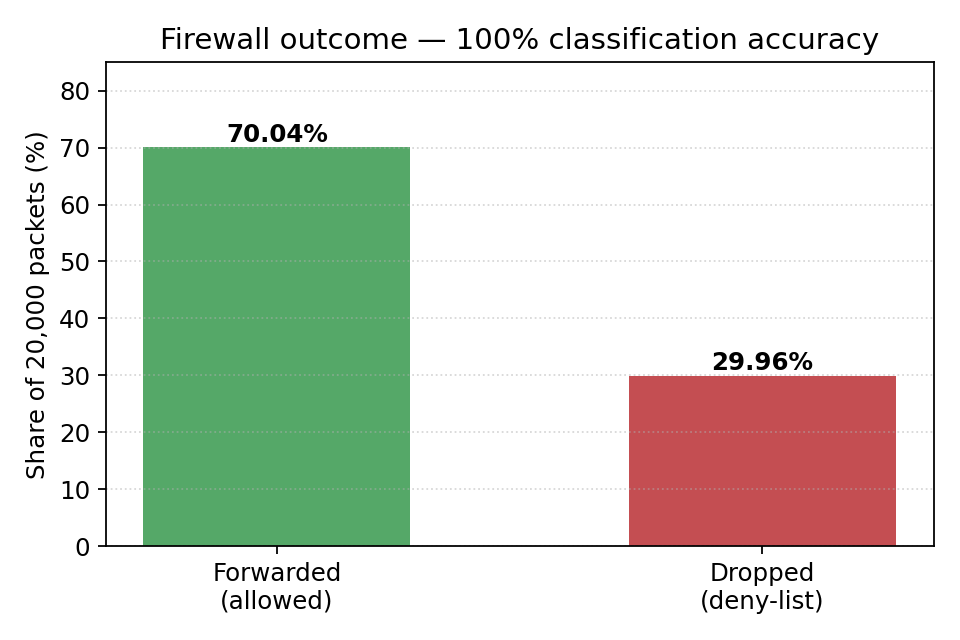 Firewall outcome — 100% classification accuracy
Share of 20,000 packets (%)
80
70
60
50
40
30
20
10
0
70.04%
29.96%
Forwarded
(allowed)
Dropped
(deny-list)